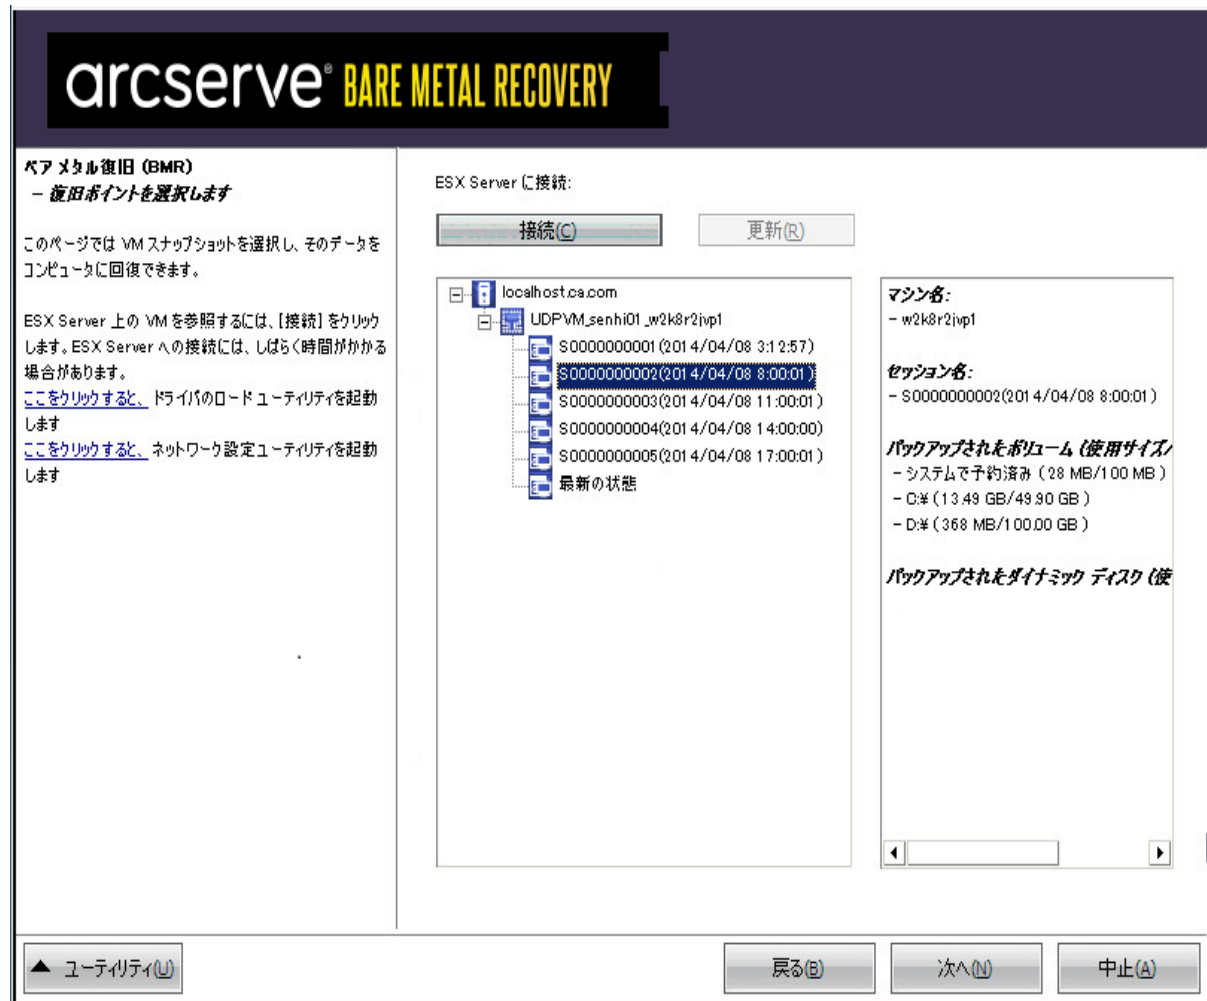 arcserve® BARE METAL RECOVERY
ベア メタル復旧 (BMR)
- 復旧ポイントを選択します
このページでは VM スナップショットを選択し、そのデータを
コンピュータに回復できます。
ESX Server 上の VM を参照するには、[接続] をクリック
します。ESX Server への接続には、しばらく時間がかかる
場合があります。
ここをクリックすると、ドライバのロード ユーティリティを起動
します
ここをクリックすると、ネットワーク設定ユーティリティを起動
します
ESX Server に接続:
接続(C)
更新(R)
localhost.ca.com
UDPVM_senhi01_w2k8r2jvp1
S0000000001(2014/04/08 3:12:57)
S0000000002(2014/04/08 8:00:01)
S0000000003(2014/04/08 11:00:01)
S0000000004(2014/04/08 14:00:00)
S0000000005(2014/04/08 17:00:01)
最新の状態
マシン名:
- w2k8r2jvp1
セッション名:
- S0000000002(2014/04/08 8:00:01)
バックアップされたボリューム (使用サイズ/
- システムで予約済み (28 MB/100 MB)
- C:¥ (13.49 GB/49.90 GB)
- D:¥ (368 MB/100.00 GB)
バックアップされたダイナミック ディスク (使
ユーティリティ(U)
戻る(B)
次へ(N)
中止(A)